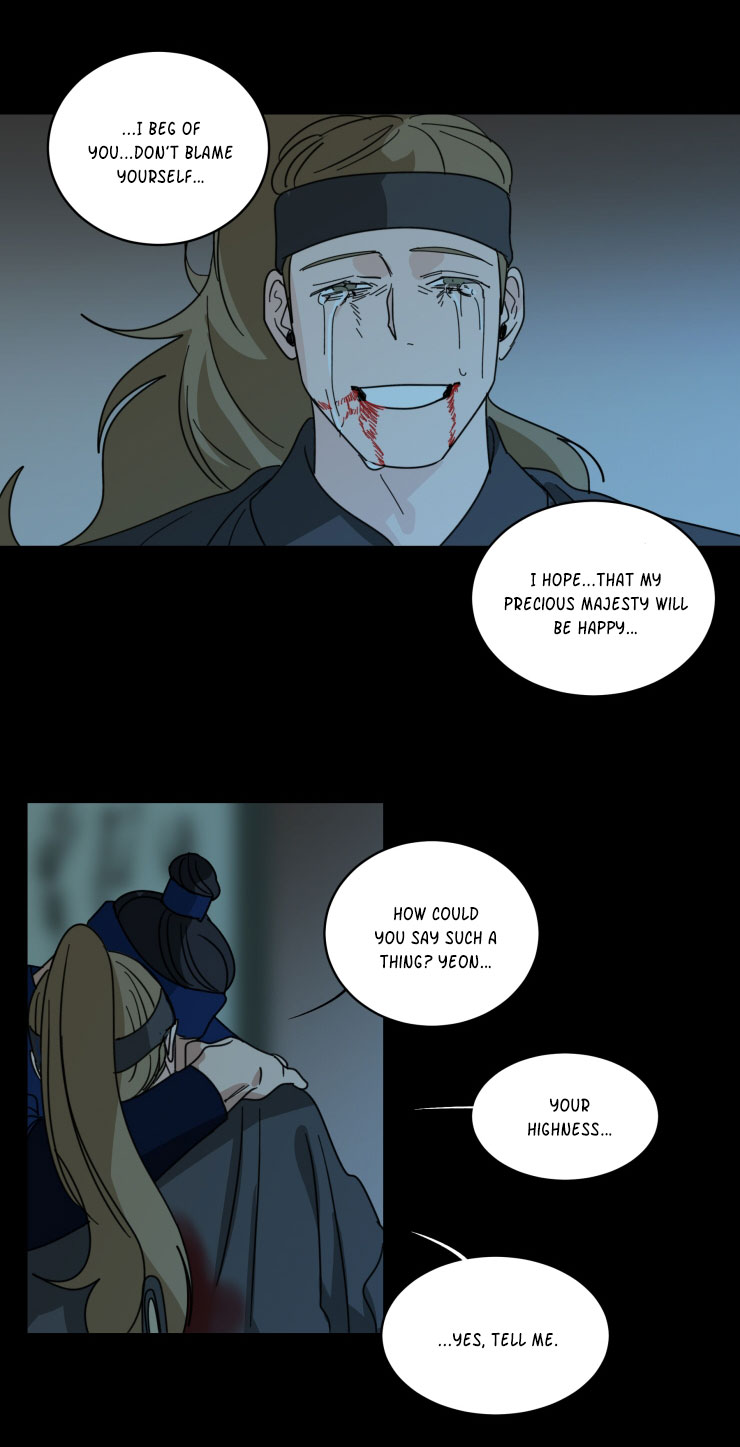 ...I BEG OF
YOU...DON'T BLAME
YOURSELF...
I HOPE...THAT MY
PRECIOUS MAJESTY WILL
BE HAPPY...
HOW COULD
YOU SAY SUCH A
THING? YEON...
YOUR
HIGHNESS...
...YES, TELL ME.